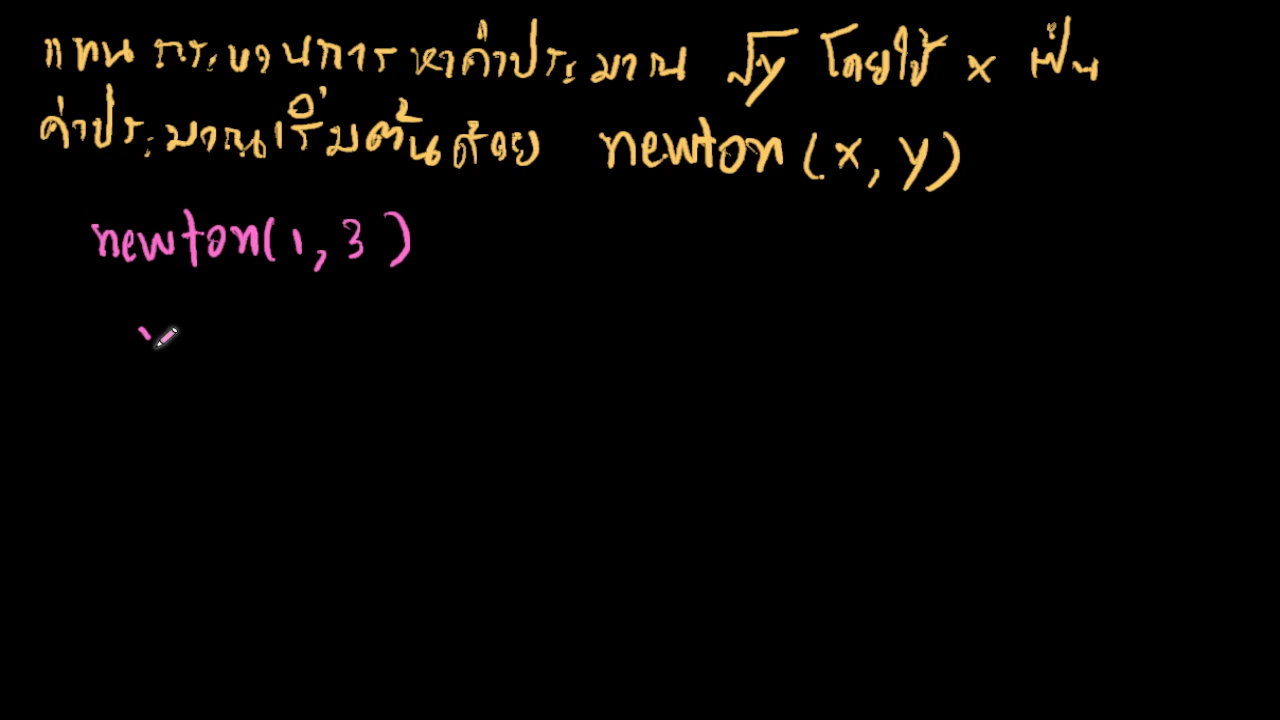 แทนกระบวนการหาค่าประมาณ √y โดยใช้ x เป็น
ค่าประมาณเริ่มต้นด้วย newton (x, y)
newton(1, 3)